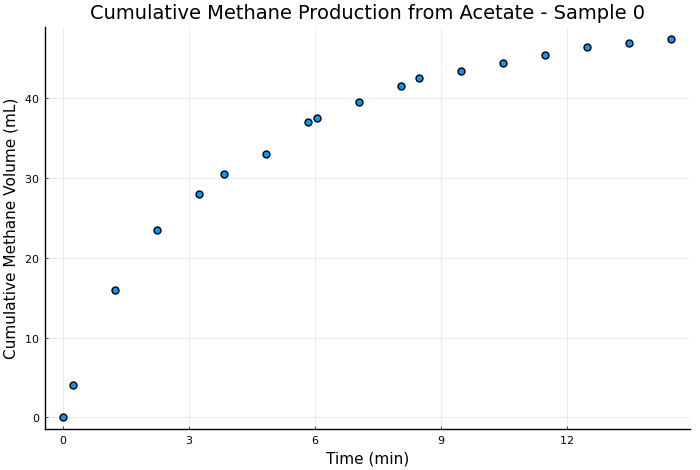 Cumulative Methane Production from Acetate - Sample 0
Cumulative Methane Volume (mL)
40
30
20
10
0
0 3 6 9 12
Time (min)